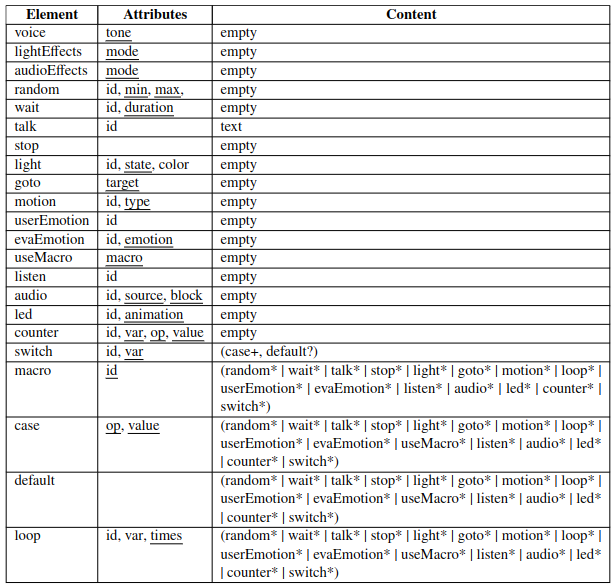 Element Attributes Content
voice tone empty
lightEffects mode empty
audioEffects mode empty
random id, min, max, empty
wait id, duration empty
talk id text
stop empty
light id, state, color empty
goto target empty
motion id, type empty
userEmotion id empty
evaEmotion id, emotion empty
useMacro macro empty
listen id empty
audio id, source, block empty
led id, animation empty
counter id, var, op, value empty
switch id, var (case+, default?)
macro id (random* | wait* | talk* | stop* | light* | goto* | motion* | loop* |
userEmotion* | evaEmotion* | listen* | audio* | led* | counter* |
switch*)
case op, value (random* | wait* | talk* | stop* | light* | goto* | motion* | loop* |
userEmotion* | evaEmotion* | useMacro* | listen* | audio* | led*
| counter* | switch*)
default (random* | wait* | talk* | stop* | light* | goto* | motion* | loop* |
userEmotion* | evaEmotion* | useMacro* | listen* | audio* | led*
| counter* | switch*)
loop id, var, times (random* | wait* | talk* | stop* | light* | goto* | motion* | loop* |
userEmotion* | evaEmotion* | useMacro* | listen* | audio* | led*
| counter* | switch*)